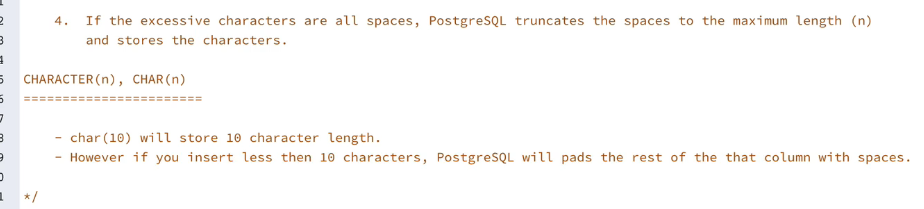 4. If the excessive characters are all spaces, PostgreSQL truncates the spaces to the maximum length (n)
and stores the characters.
CHARACTER(n), CHAR(n)
=======================
- char(10) will store 10 character length.
- However if you insert less then 10 characters, PostgreSQL will pads the rest of the that column with spaces.
*/